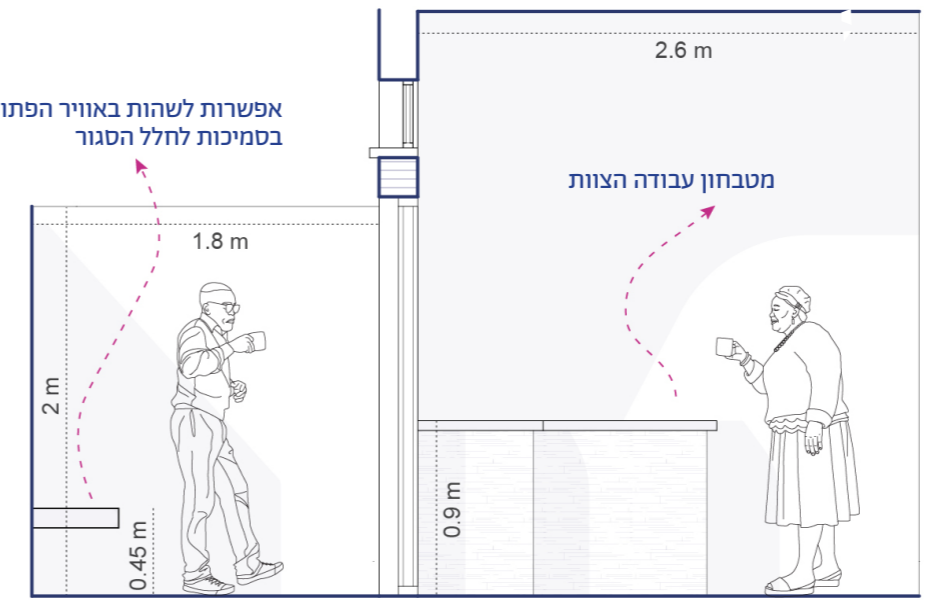 2.6 m
אפשרות לשהות באוויר הפתו
בסמיכות לחלל הסגור
מטבחון עבודה הצוות
1.8 m
2 m
0.9 m
0.45 m